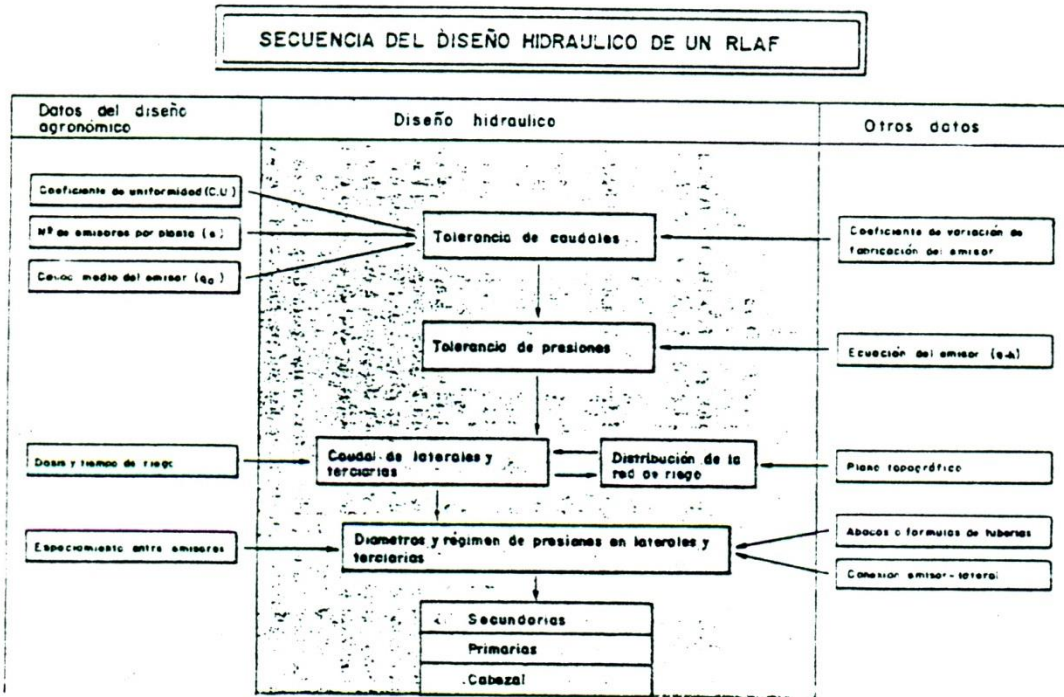 SECUENCIA DEL DISEÑO HIDRAULICO DE UN RLAF
Datos del diseño
agronómico
Diseño hidraulico
Otros datos
Coeficiente de uniformidad (C.U.)
Nº de emisores por planta (e)
medio del emisor (qa)
Tolerancia de caudales
Coeficiente de variación de
fabricación del emisor
Tolerancia de presiones
Ecuación del emisor (q-h)
Dosis y tiempo de riego
Caudal de laterales y
terciarias
Distribución de la
red de riego
Plano topográfico
Espaciamiento entre emisores
Diametros y régimen de presiones en laterales y
terciarias
Abacos o formulas de tuberias
Conexion emisor-lateral
Secundarias
Primarias
Cabezal